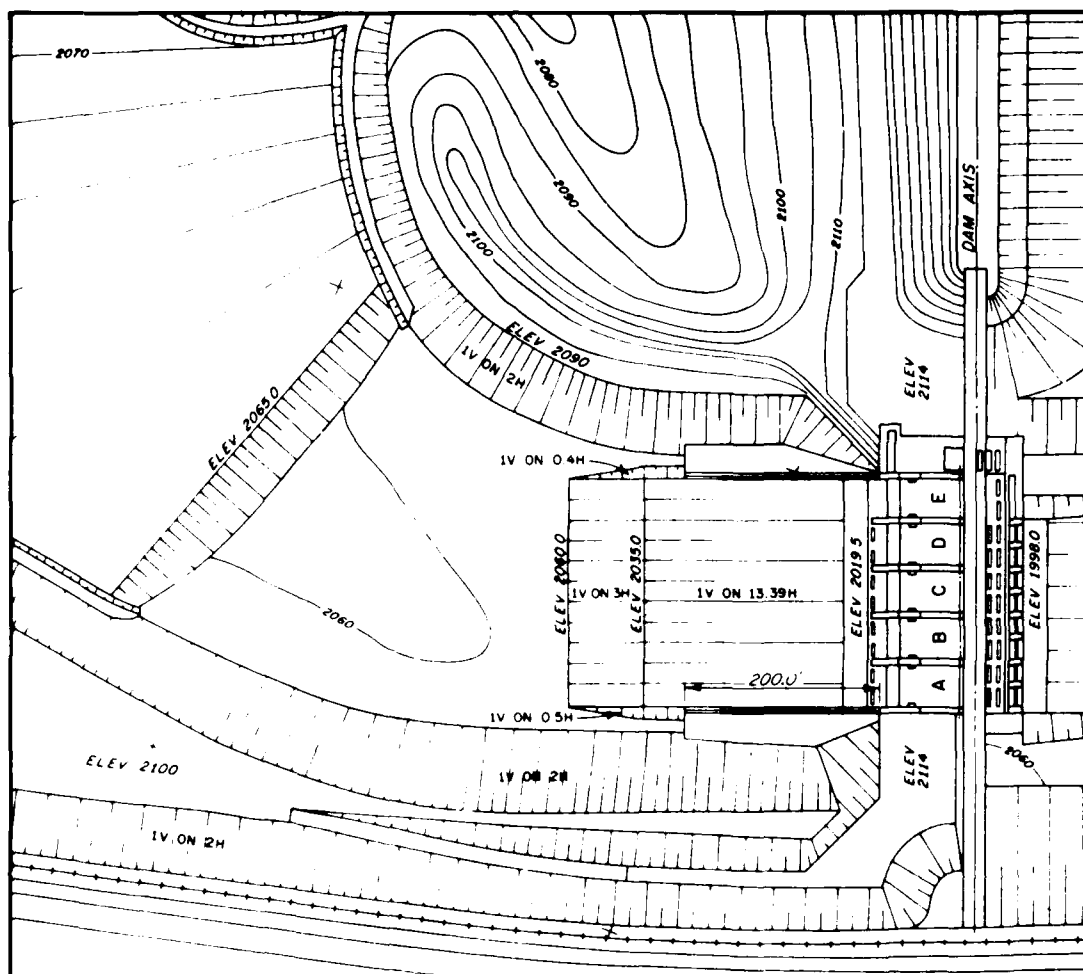 2070
2080
2090
2100
2100
2110
DAM AXIS
ELEV 2090
1V ON 2H
ELEV
2114
ELEV 2065.0
1V ON 0.4H
E
D
C
B
A
ELEV 2040.0
1V ON 3H
ELEV 2035.0
1V ON 13.39H
ELEV 2019.5
ELEV 1998.0
2060
200.0'
1V ON 0.5H
ELEV 2100
1V ON 2H
ELEV
2114
2060
1V ON 2H